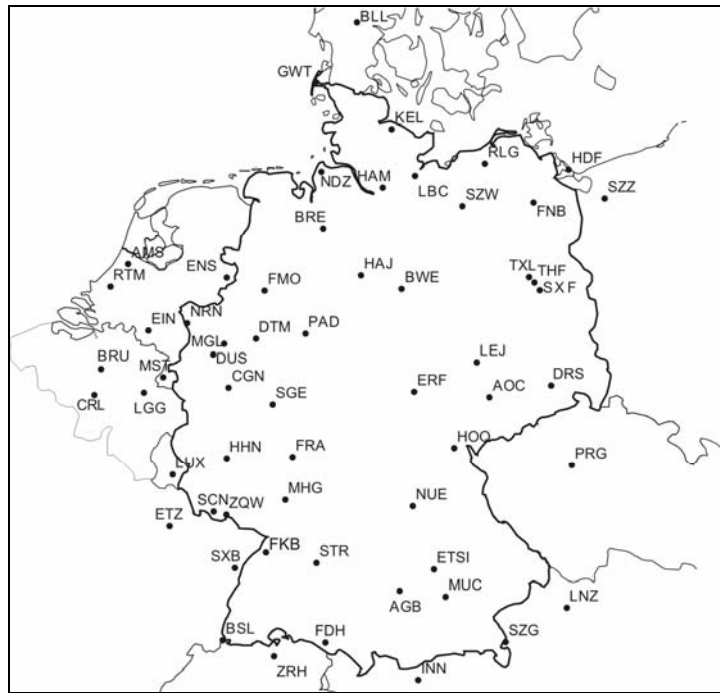 BLL
GWT
KEL
RLG
HDF
NDZ
HAM
LBC
SZW
FNB
SZZ
BRE
AMS
RTM
ENS
FMO
HAJ
BWE
TXL
THF
SXF
EIN
NRN
MGL
DTM
PAD
DUS
BRU
MST
CGN
LEJ
CRL
LGG
SGE
ERF
AOC
DRS
HOQ
LUX
HHN
FRA
PRG
MHG
ETZ
SCN
ZQW
NUE
SXB
FKB
STR
ETSI
AGB
MUC
LNZ
BSL
FDH
SZG
ZRH
INN